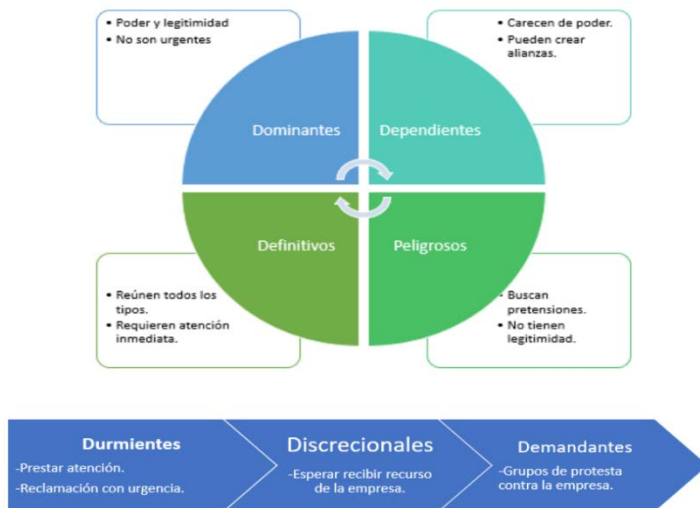 • Poder y legitimidad
• No son urgentes
• Carecen de poder.
• Pueden crear
alianzas.
Dominantes
Dependientes
Definitivos
Peligrosos
• Reúnen todos los
tipos.
• Requieren atención
inmediata.
• Buscan
pretensiones.
• No tienen
legitimidad.
Durmientes
-Prestar atención.
-Reclamación con urgencia.
Discrecionales
-Esperar recibir recurso
de la empresa.
Demandantes
-Grupos de protesta
contra la empresa.